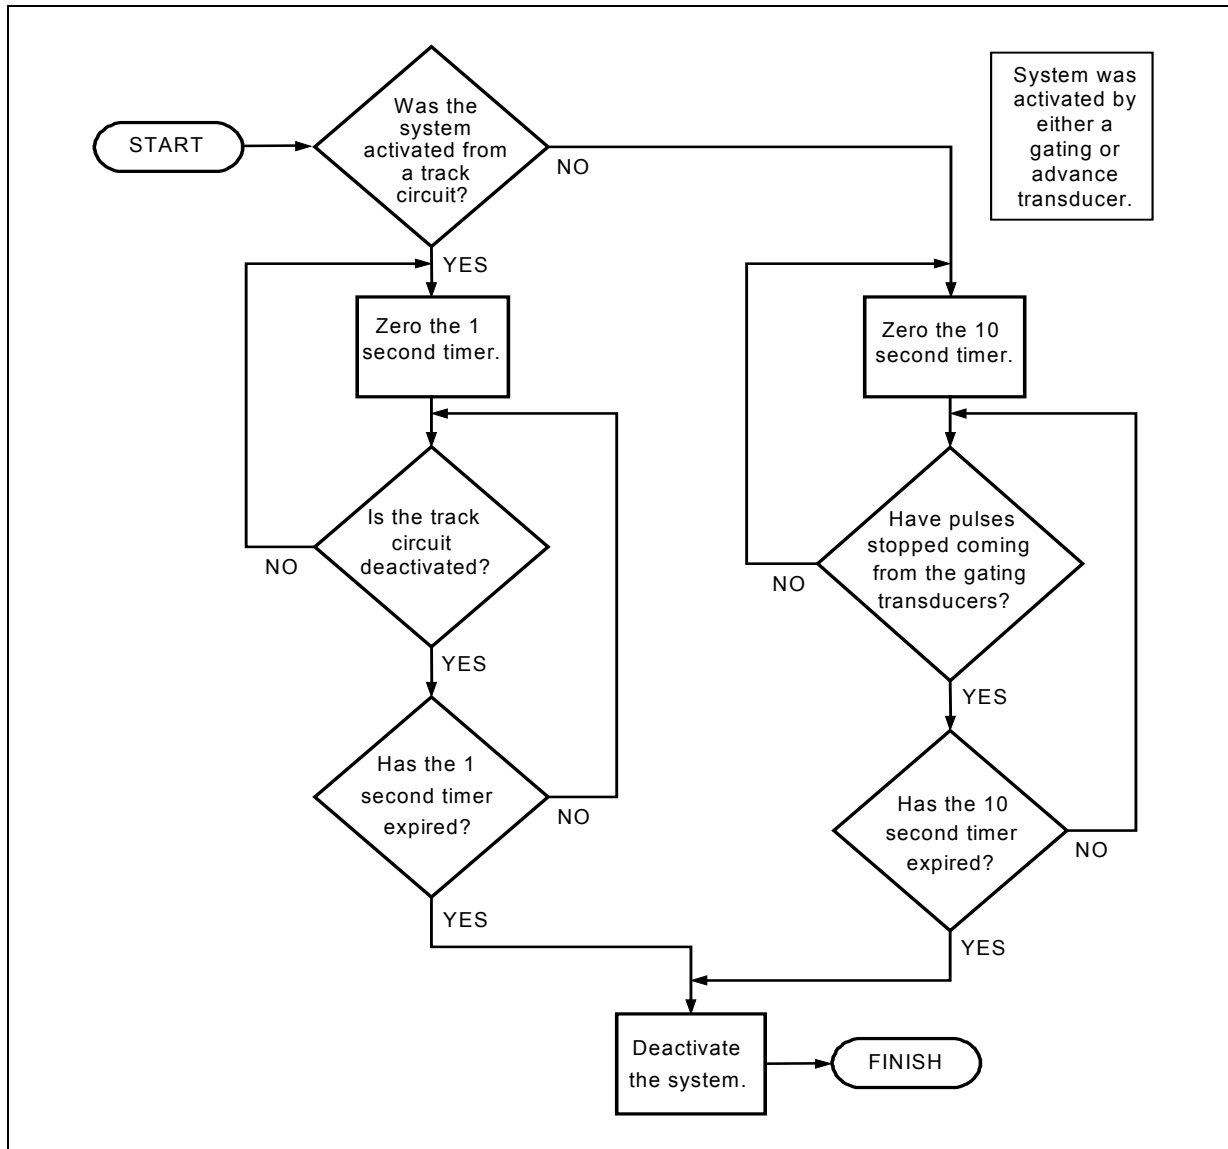 START
Was the
system
activated from
a track
circuit?
NO
System was
activated by
either a
gating or
advance
transducer.
YES
Zero the 1
second timer.
Zero the 10
second timer.
Is the track
circuit
deactivated?
NO
YES
Have pulses
stopped coming
from the gating
transducers?
NO
YES
Has the 1
second timer
expired?
NO
YES
Has the 10
second timer
expired?
NO
YES
Deactivate
the system.
FINISH